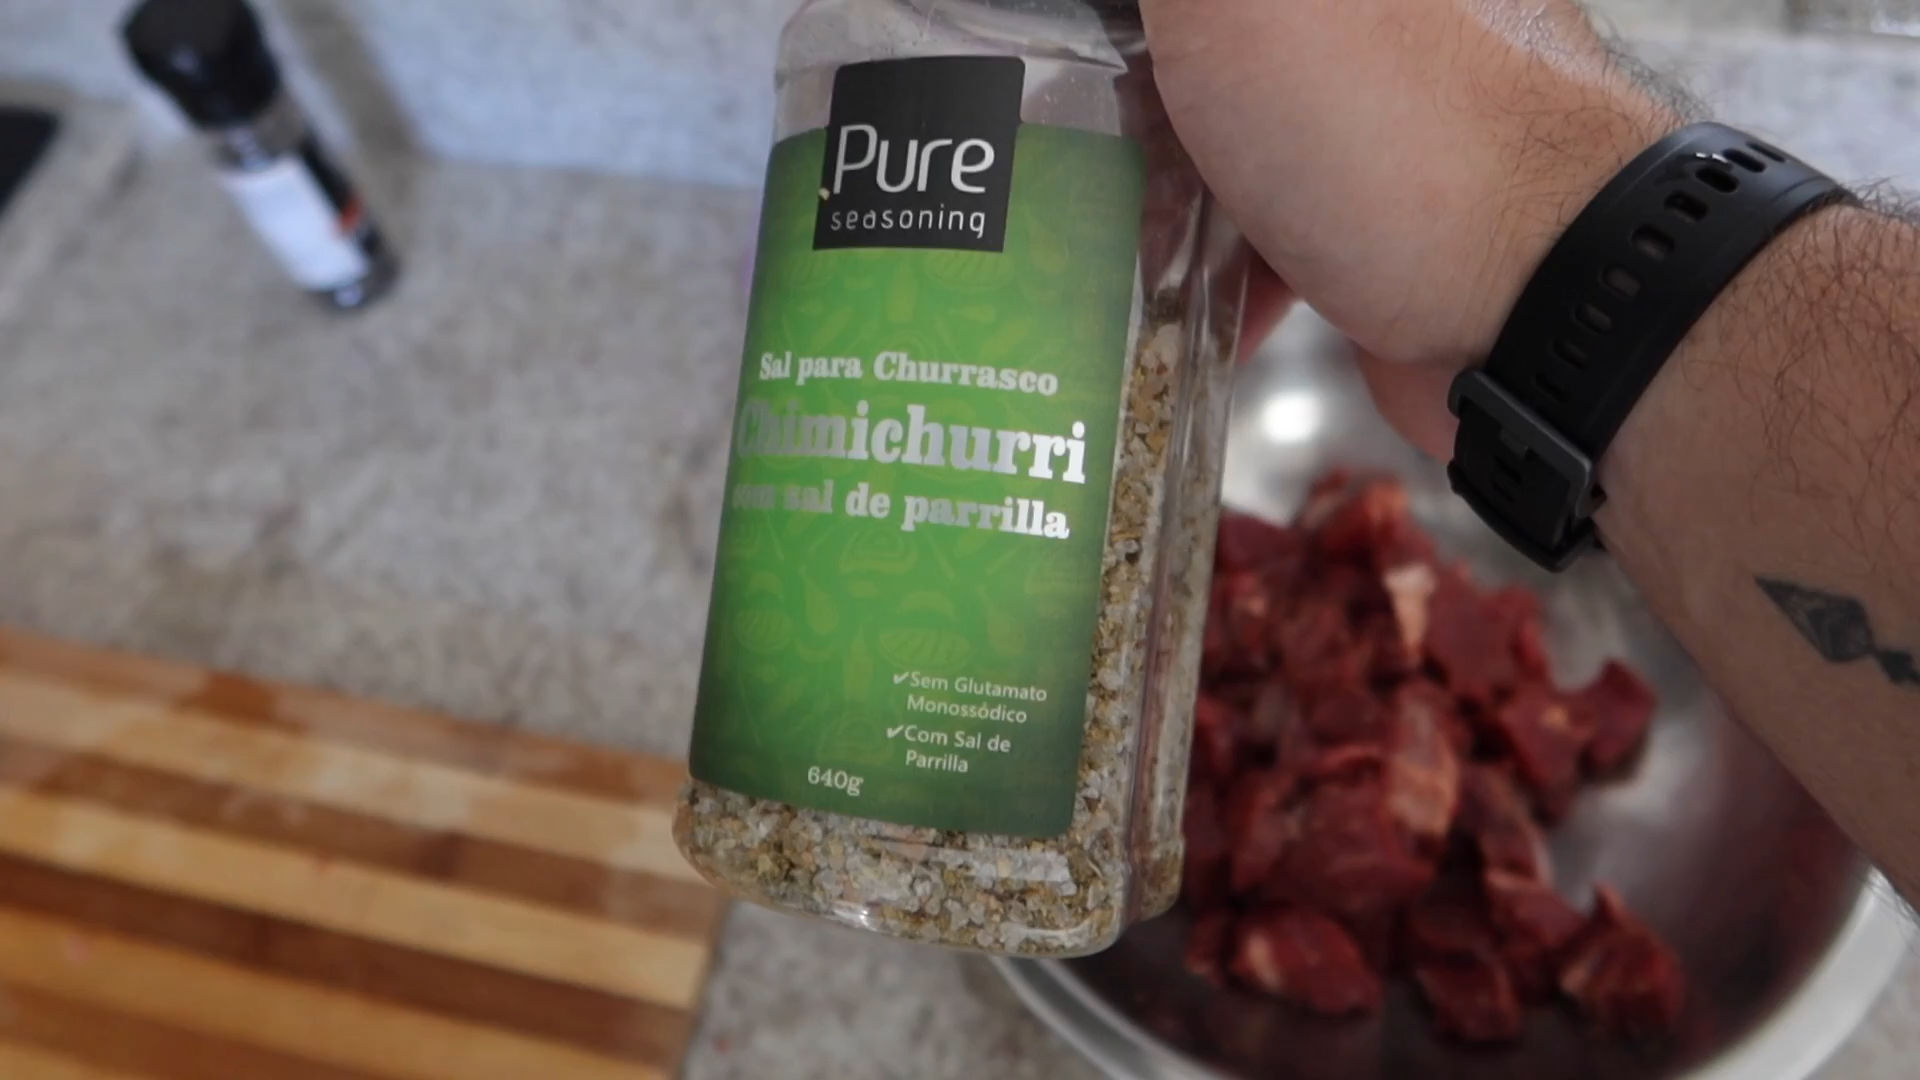 Pure
seasoning
Sal para Churrasco
Chimichurri
com sal de parrilla
✓Sem Glutamato
Monossódico
✓Com Sal de
Parrilla
640g